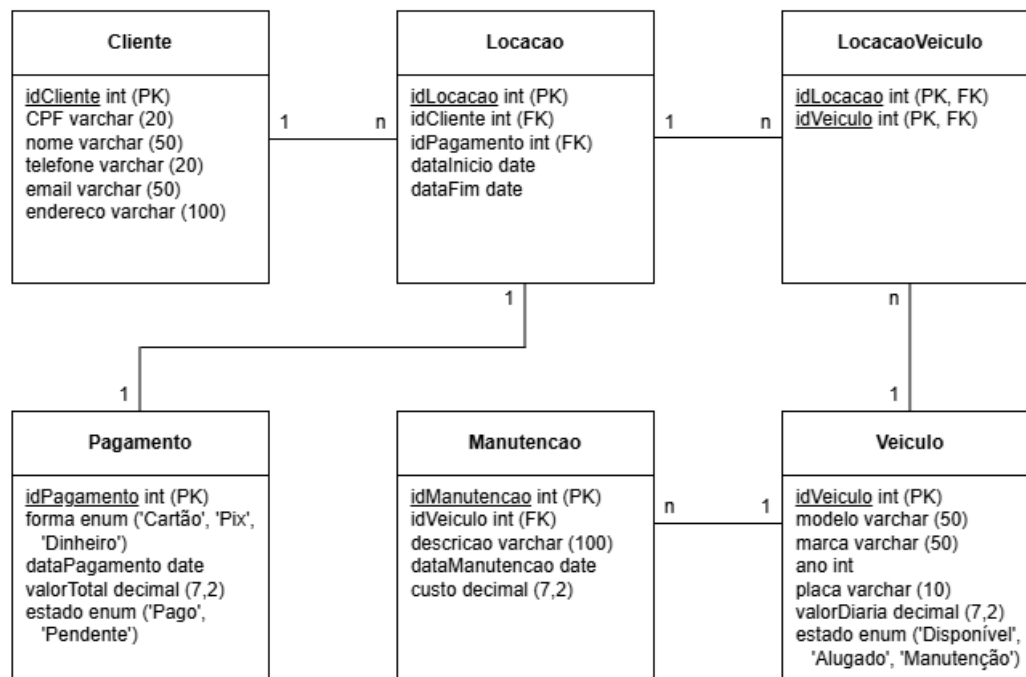 Cliente
idCliente int (PK)
CPF varchar (20)
nome varchar (50)
telefone varchar (20)
email varchar (50)
endereco varchar (100)
1
n
Locacao
idLocacao int (PK)
idCliente int (FK)
idPagamento int (FK)
dataInicio date
dataFim date
1
n
LocacaoVeiculo
idLocacao int (PK, FK)
idVeiculo int (PK, FK)
1
1
n
1
Pagamento
idPagamento int (PK)
forma enum ('Cartão', 'Pix',
'Dinheiro')
dataPagamento date
valorTotal decimal (7,2)
estado enum ('Pago',
'Pendente')
Manutencao
idManutencao int (PK)
idVeiculo int (FK)
descricao varchar (100)
dataManutencao date
custo decimal (7,2)
n
1
Veiculo
idVeiculo int (PK)
modelo varchar (50)
marca varchar (50)
ano int
placa varchar (10)
valorDiaria decimal (7,2)
estado enum ('Disponível',
'Alugado', 'Manutenção')